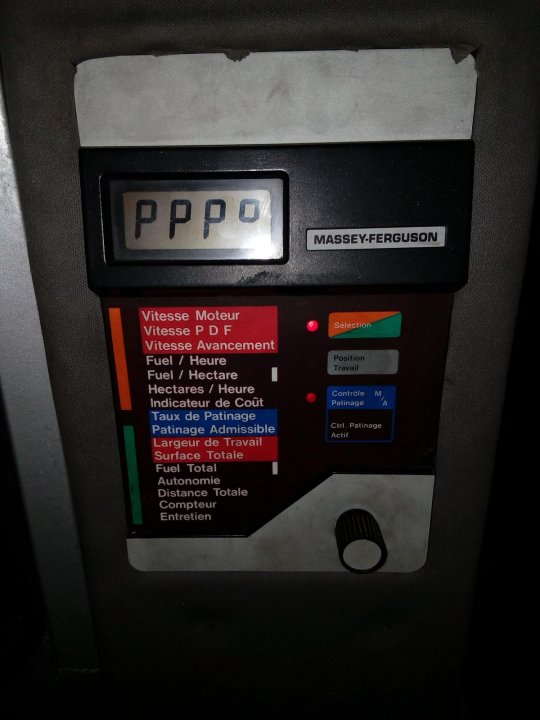 PPPº
MASSEY-FERGUSON
Vitesse Moteur
Vitesse P D F
Vitesse Avancement
Fuel / Heure
Fuel / Hectare
Hectares / Heure
Indicateur de Coût
Taux de Patinage
Patinage Admissible
Largeur de Travail
Surface Totale
Fuel Total
Autonomie
Distance Totale
Compteur
Entretien
Sélection
Position
Travail
Contrôle M
Patinage / A
Ctrl. Patinage
Actif